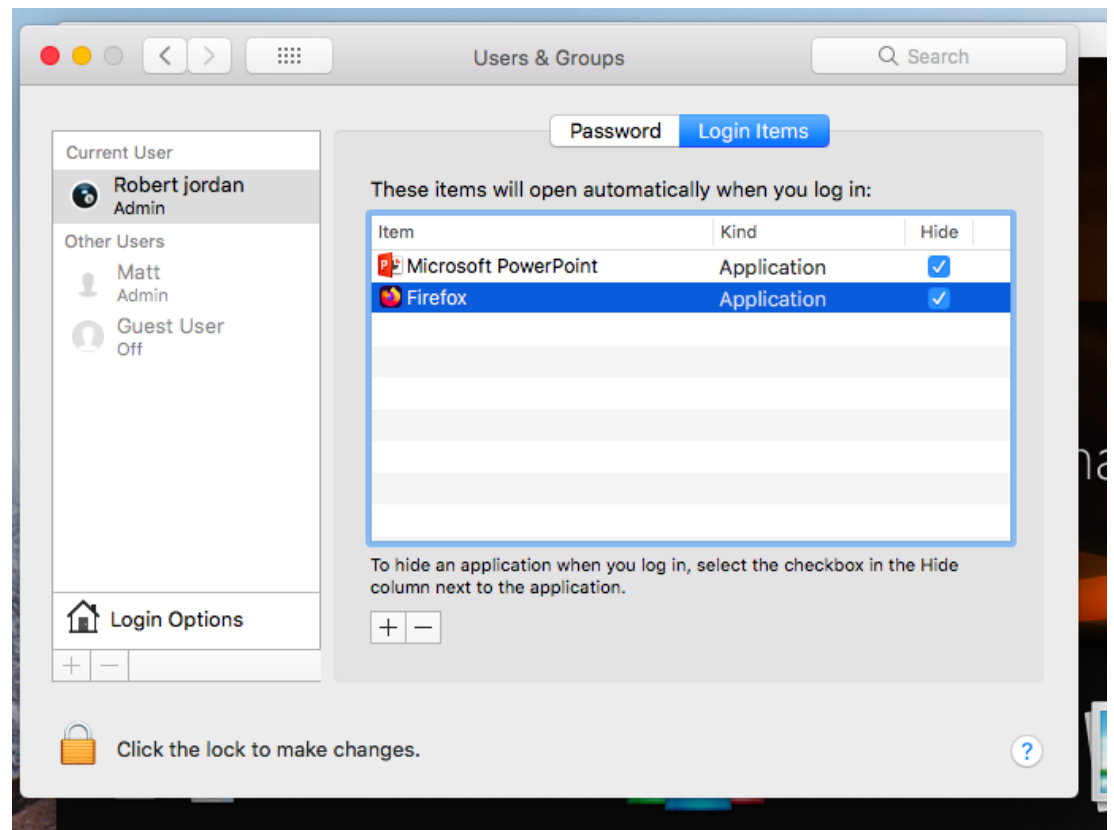 Users & Groups
Search
Password
Login Items
Current User
Robert jordan
Admin
Other Users
Matt
Admin
Guest User
Off
Login Options
These items will open automatically when you log in:
Item Kind Hide
Microsoft PowerPoint Application
Firefox Application
To hide an application when you log in, select the checkbox in the Hide
column next to the application.
Click the lock to make changes.
?